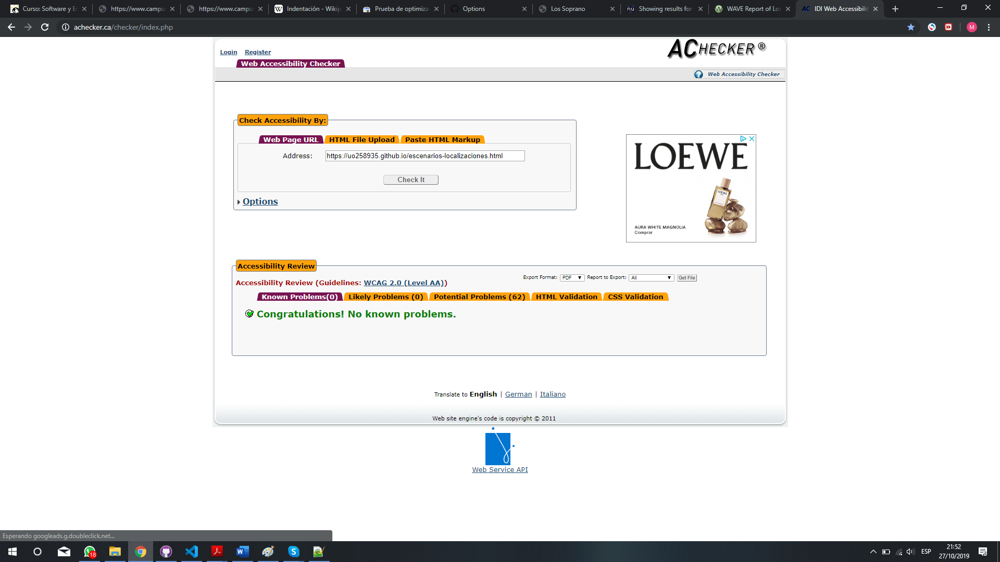 Curso: Software y Es
https://www.campus
https://www.campus
Indentación - Wikip
Prueba de optimiza
Options
Los Soprano
Showing results for
WAVE Report of Los
IDI Web Accessibilit
achecker.ca/checker/index.php
M
Login Register
ACHECKER ®
Web Accessibility Checker
Web Accessibility Checker
Check Accessibility By:
Web Page URL HTML File Upload Paste HTML Markup
Address: https://uo258935.github.io/escenarios-localizaciones.html
Check It
Options
LOEWE
LOEWE
AURA WHITE MAGNOLIA
Comprar
Accessibility Review
Export Format: PDF Report to Export: All Get File
Accessibility Review (Guidelines: WCAG 2.0 (Level AA))
Known Problems(0) Likely Problems (0) Potential Problems (62) HTML Validation CSS Validation
Congratulations! No known problems.
Translate to English | German | Italiano
Web site engine's code is copyright © 2011
Web Service API
Esperando googleads.g.doubleclick.net...
18
ESP
21:52
27/10/2019